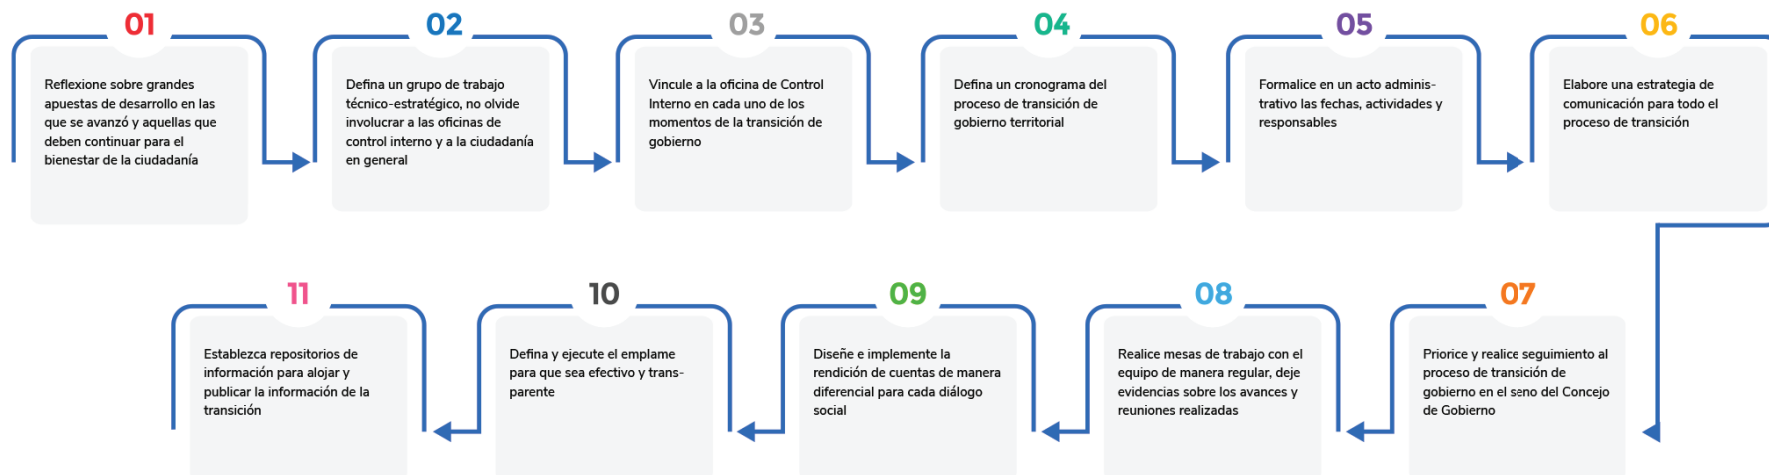 01
Reflexione sobre grandes
apuestas de desarrollo en las
que se avanzó y aquellas que
deben continuar para el
bienestar de la ciudadanía
02
Defina un grupo de trabajo
técnico-estratégico, no olvide
involucrar a las oficinas de
control interno y a la ciudadanía
en general
03
Vincule a la oficina de Control
Interno en cada uno de los
momentos de la transición de
gobierno
04
Defina un cronograma del
proceso de transición de
gobierno territorial
05
Formalice en un acto adminis-
trativo las fechas, actividades y
responsables
06
Elabore una estrategia de
comunicación para todo el
proceso de transición
07
Priorice y realice seguimiento al
proceso de transición de
gobierno en el seno del Concejo
de Gobierno
08
Realice mesas de trabajo con el
equipo de manera regular, deje
evidencias sobre los avances y
reuniones realizadas
09
Diseñe e implemente la
rendición de cuentas de manera
diferencial para cada diálogo
social
10
Defina y ejecute el emplame
para que sea efectivo y trans-
parente
11
Establezca repositorios de
información para alojar y
publicar la información de la
transición